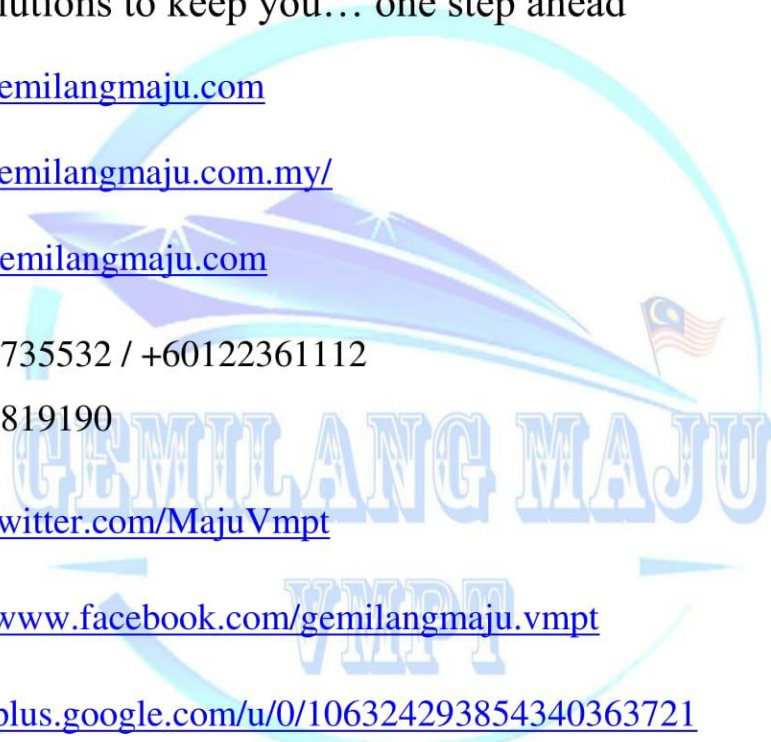 lutions to keep you… one step ahead
emilangmaju.com
emilangmaju.com.my/
emilangmaju.com
735532 / +60122361112
819190
GEMILANG MAJU
witter.com/MajuVmpt
VMPT
www.facebook.com/gemilangmaju.vmpt
plus.google.com/u/0/106324293854340363721